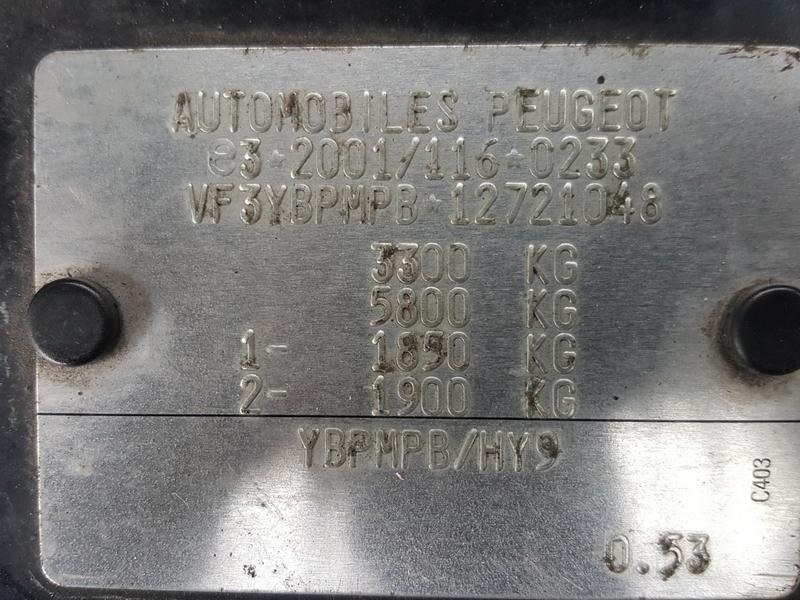 AUTOMOBILES PEUGEOT
e3*2001/116*0233
VF3YBPMPB*12721048
3300 KG
5800 KG
1- 1850 KG
2- 1900 KG
YBPMPB/HY9
C403
0.53